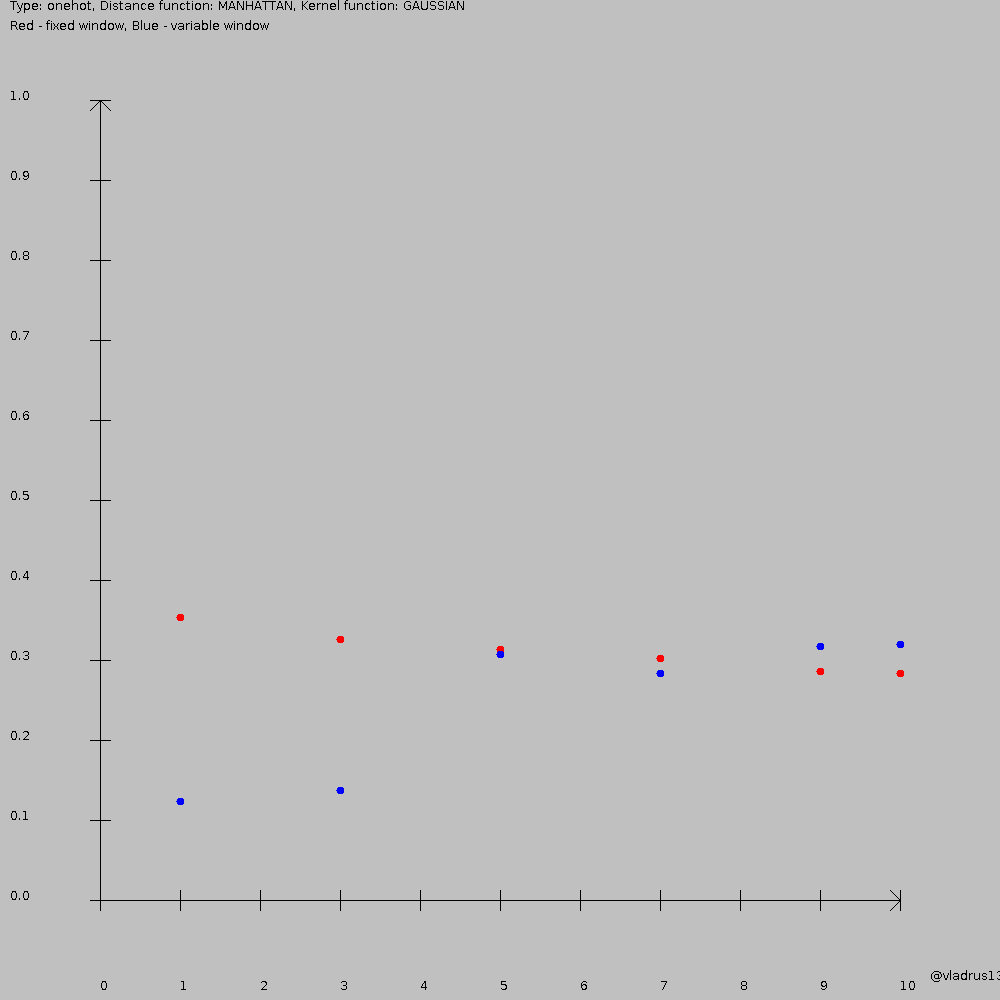 Type: onehot, Distance function: MANHATTAN, Kernel function: GAUSSIAN
Red - fixed window, Blue - variable window
1.0
0.9
0.8
0.7
0.6
0.5
0.4
0.3
0.2
0.1
0.0
0 1 2 3 4 5 6 7 8 9 10
@vladrus13